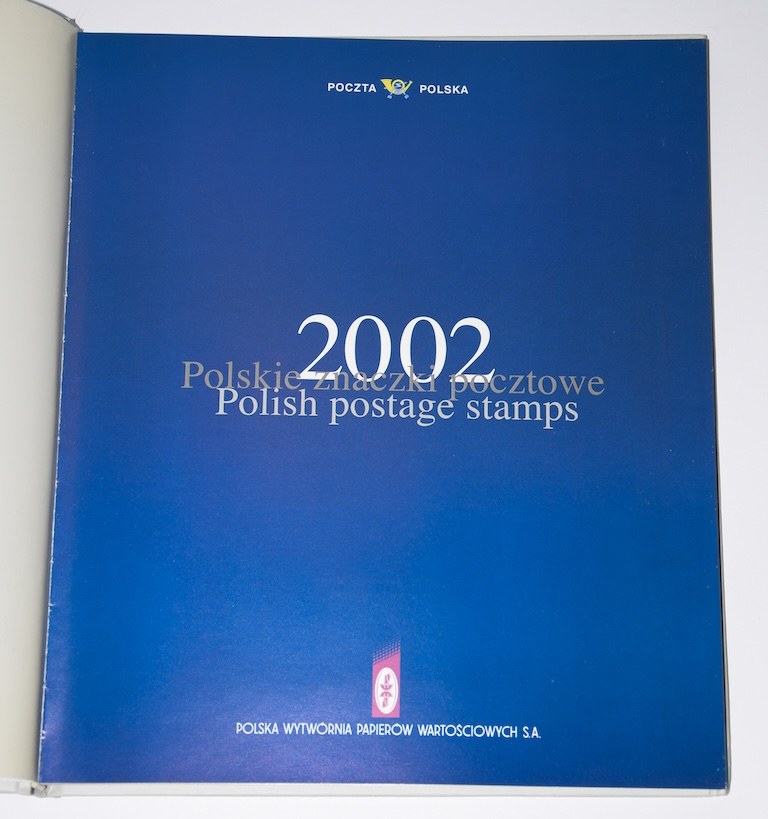 POCZTA POLSKA
2002
Polskie znaczki pocztowe
Polish postage stamps
POLSKA WYTWÓRNIA PAPIERÓW WARTOŚCIOWYCH S.A.